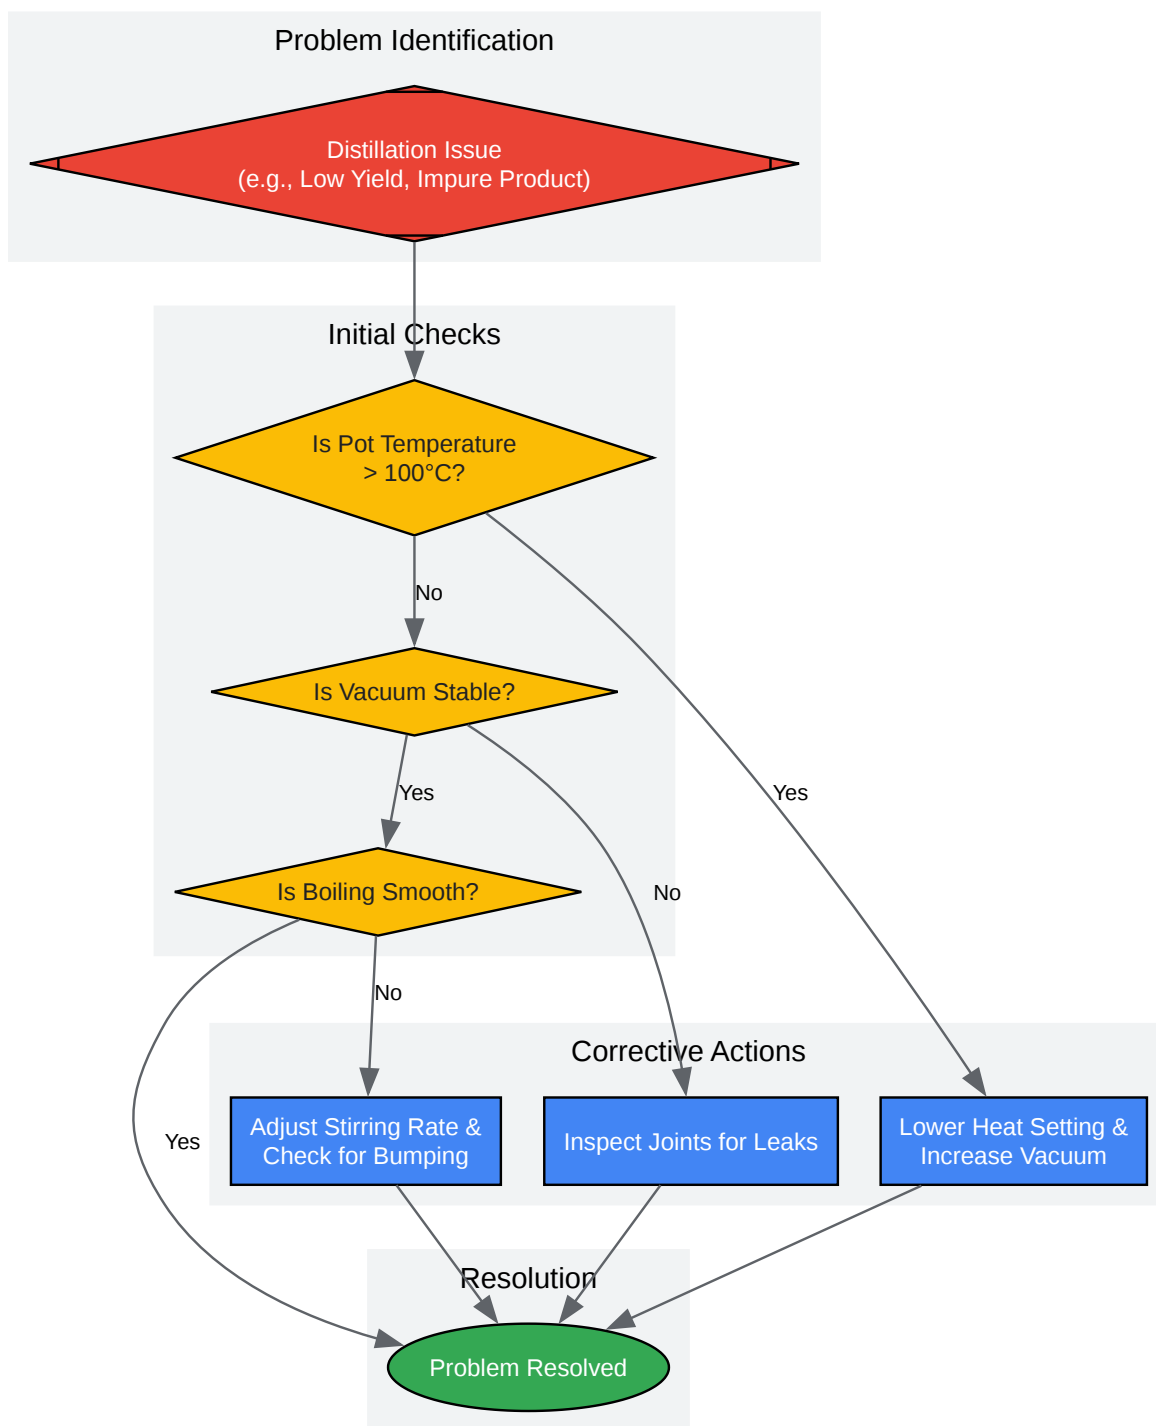 Problem Identification
Distillation Issue
(e.g., Low Yield, Impure Product)
Initial Checks
Is Pot Temperature
> 100°C?
No
Is Vacuum Stable?
Yes
Yes
Is Boiling Smooth?
No
No
Corrective Actions
Adjust Stirring Rate &
Check for Bumping
Inspect Joints for Leaks
Lower Heat Setting &
Increase Vacuum
Yes
Resolution
Problem Resolved